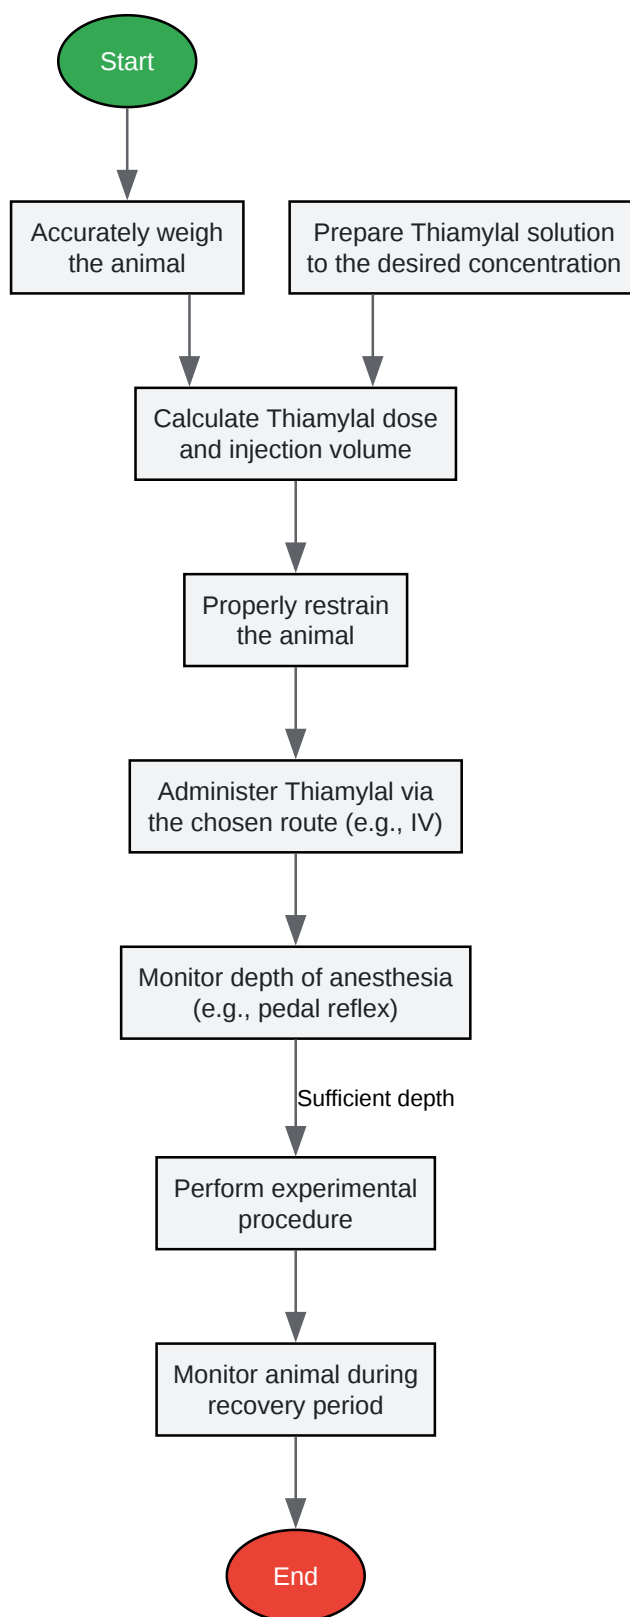 Start
Accurately weigh
the animal
Prepare Thiamylal solution
to the desired concentration
Calculate Thiamylal dose
and injection volume
Properly restrain
the animal
Administer Thiamylal via
the chosen route (e.g., IV)
Monitor depth of anesthesia
(e.g., pedal reflex)
Sufficient depth
Perform experimental
procedure
Monitor animal during
recovery period
End